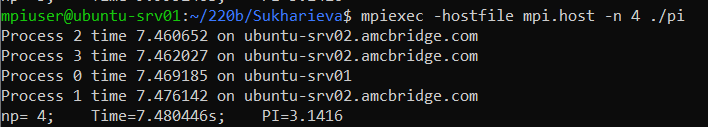 mpiuser@ubuntu-srv01:~/220b/Sukharieva$ mpiexec -hostfile mpi.host -n 4 ./pi
Process 2 time 7.460652 on ubuntu-srv02.amcbridge.com
Process 3 time 7.462027 on ubuntu-srv02.amcbridge.com
Process 0 time 7.469185 on ubuntu-srv01
Process 1 time 7.476142 on ubuntu-srv02.amcbridge.com
np= 4;    Time=7.480446s;    PI=3.1416